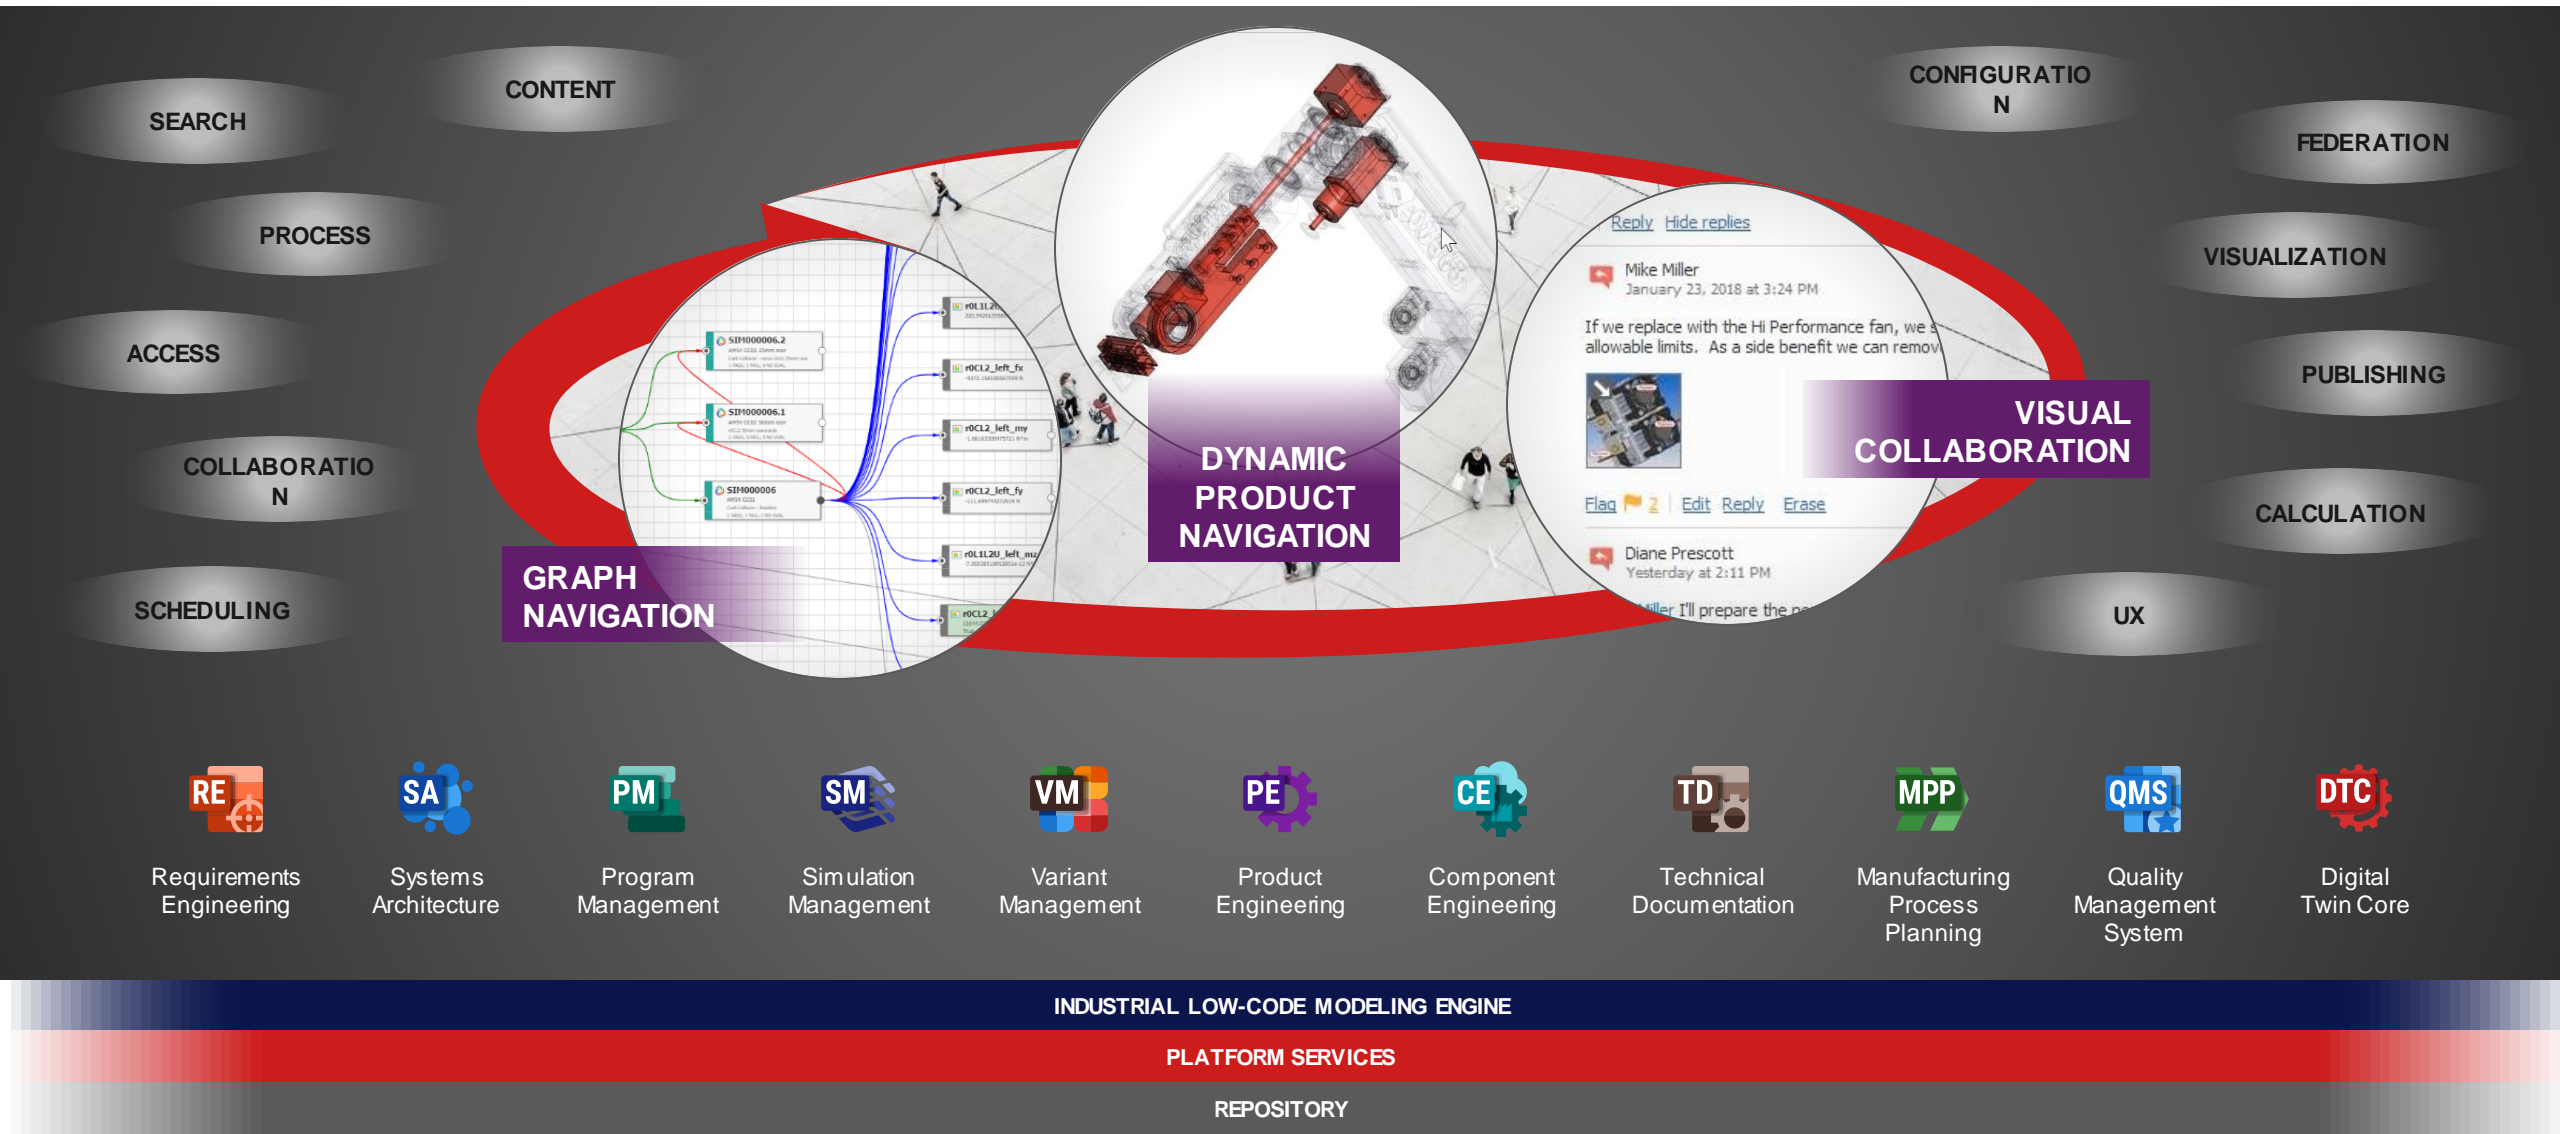 CONTENT
SEARCH
PROCESS
ACCESS
COLLABORATIO
N
SCHEDULING
CONFIGURATIO
N
FEDERATION
VISUALIZATION
PUBLISHING
CALCULATION
UX
SIM000006.2
SIM000006.1
SIM000006
r0CL2_left_fx
r0CL2_left_my
r0CL2_left_fy
r0L1L2U_left_mz
GRAPH
NAVIGATION
DYNAMIC
PRODUCT
NAVIGATION
Reply Hide replies
Mike Miller
January 23, 2018 at 3:24 PM
If we replace with the Hi Performance fan, we
allowable limits. As a side benefit we can remov
Flag 2 Edit Reply Erase
Diane Prescott
Yesterday at 2:11 PM
Miller I'll prepare the
VISUAL
COLLABORATION
RE
SA
PM
SM
VM
PE
CE
TD
MPP
QMS
DTC
Requirements
Engineering
Systems
Architecture
Program
Management
Simulation
Management
Variant
Management
Product
Engineering
Component
Engineering
Technical
Documentation
Manufacturing
Process
Planning
Quality
Management
System
Digital
Twin Core
INDUSTRIAL LOW-CODE MODELING ENGINE
PLATFORM SERVICES
REPOSITORY